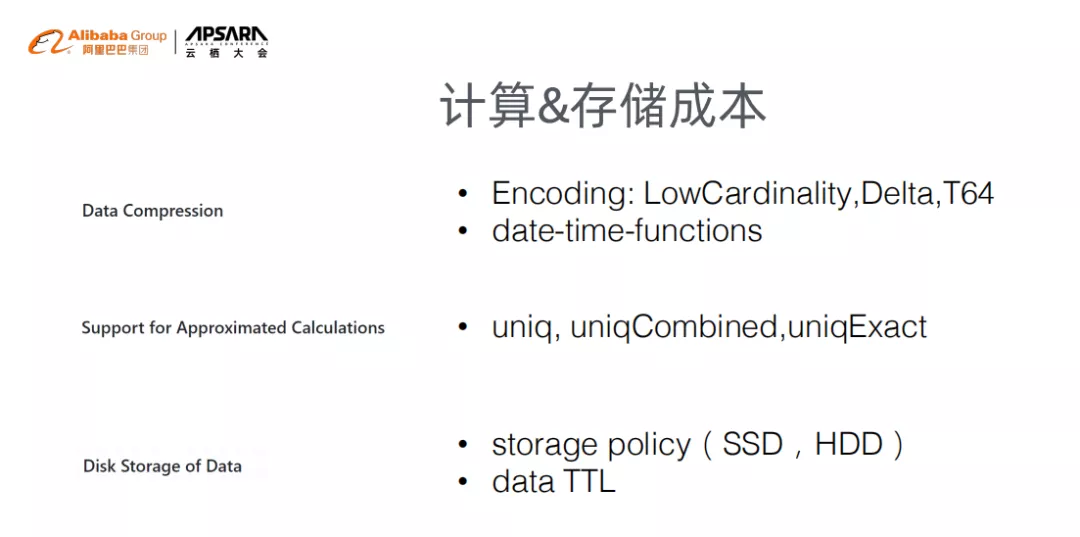 Alibaba Group
阿里巴巴集团
APSARA
APSARA CONFERENCE
云栖大会
计算&存储成本
Data Compression
• Encoding: LowCardinality,Delta,T64
• date-time-functions
Support for Approximated Calculations
• uniq, uniqCombined,uniqExact
Disk Storage of Data
• storage policy（SSD，HDD）
• data TTL